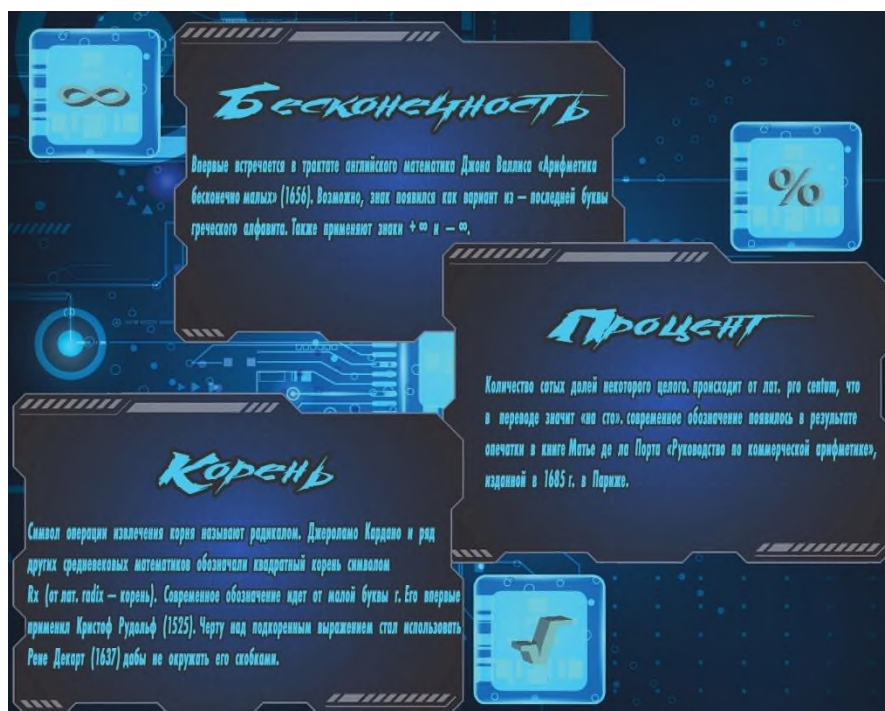 ∞
Бесконечность
Впервые встречается в трактате английского математика Джона Валлиса «Арифметика
бесконечно малых» (1656). Возможно, знак появился как вариант из — последней буквы
греческого алфавита. Также применяют знаки +∞ и — ∞.
%
Процент
Количество сотых долей некоторого целого. происходит от лат. pro centum, что
в переводе значит «на сто». современное обозначение появилось в результате
опечатки в книге Матье де ла Порта «Руководство по коммерческой арифметике»,
изданной в 1685 г. в Париже.
Корень
Символ операции извлечения корня называют радикалом. Джероламо Кардано и ряд
других средневековых математиков обозначали квадратный корень символом
Rx (от лат. radix — корень). Современное обозначение идет от малой буквы г. Его впервые
применил Кристоф Рудольф (1525). Черту над подкоренным выражением стал использовать
Рене Декарт (1637) дабы не окружать его скобками.
√